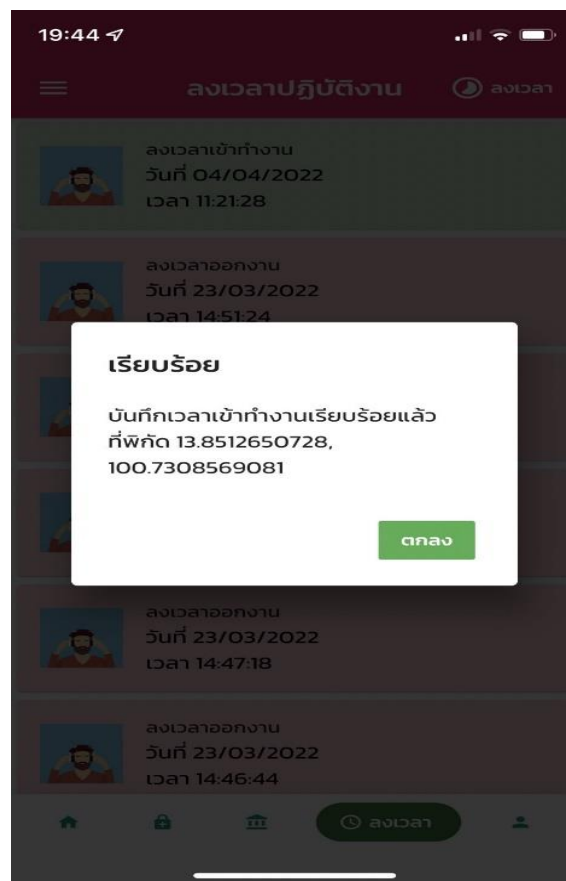 19:44
ลงเวลาปฏิบัติงาน
ลงเวลา
ลงเวลาเข้าทำงาน
วันที่ 04/04/2022
เวลา 11:21:28
ลงเวลาออกงาน
วันที่ 23/03/2022
เวลา 14:51:24
เรียบร้อย
บันทึกเวลาเข้าทำงานเรียบร้อยแล้ว
ที่พิกัด 13.8512650728,
100.7308569081
ตกลง
ลงเวลาออกงาน
วันที่ 23/03/2022
เวลา 14:47:18
ลงเวลาออกงาน
วันที่ 23/03/2022
เวลา 14:46:44
ลงเวลา